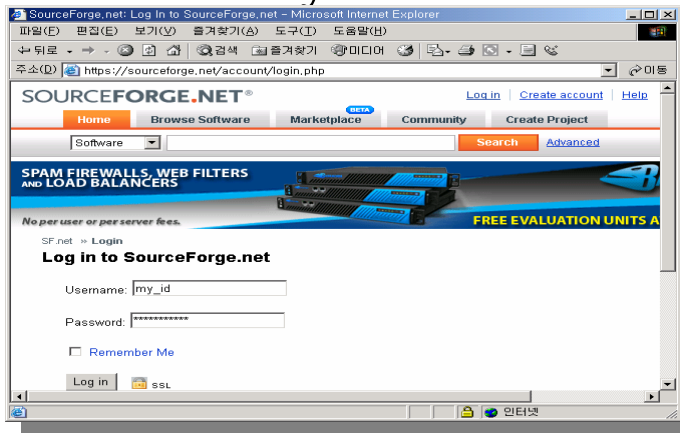 SourceForge.net: Log In to SourceForge.net - Microsoft Internet Explorer
파일(F) 편집(E) 보기(V) 즐겨찾기(A) 도구(T) 도움말(H)
뒤로 검색 즐겨찾기 미디어
주소(D) https://sourceforge.net/account/login.php 이동
SOURCEFORGE.NET® Log in | Create account | Help
BETA
Home Browse Software Marketplace Community Create Project
Software Search Advanced
SPAM FIREWALLS, WEB FILTERS
AND LOAD BALANCERS
No per user or per server fees. FREE EVALUATION UNITS A
SF.net » Login
Log in to SourceForge.net
Username: my_id
Password: ***********
Remember Me
Log in SSL
인터넷